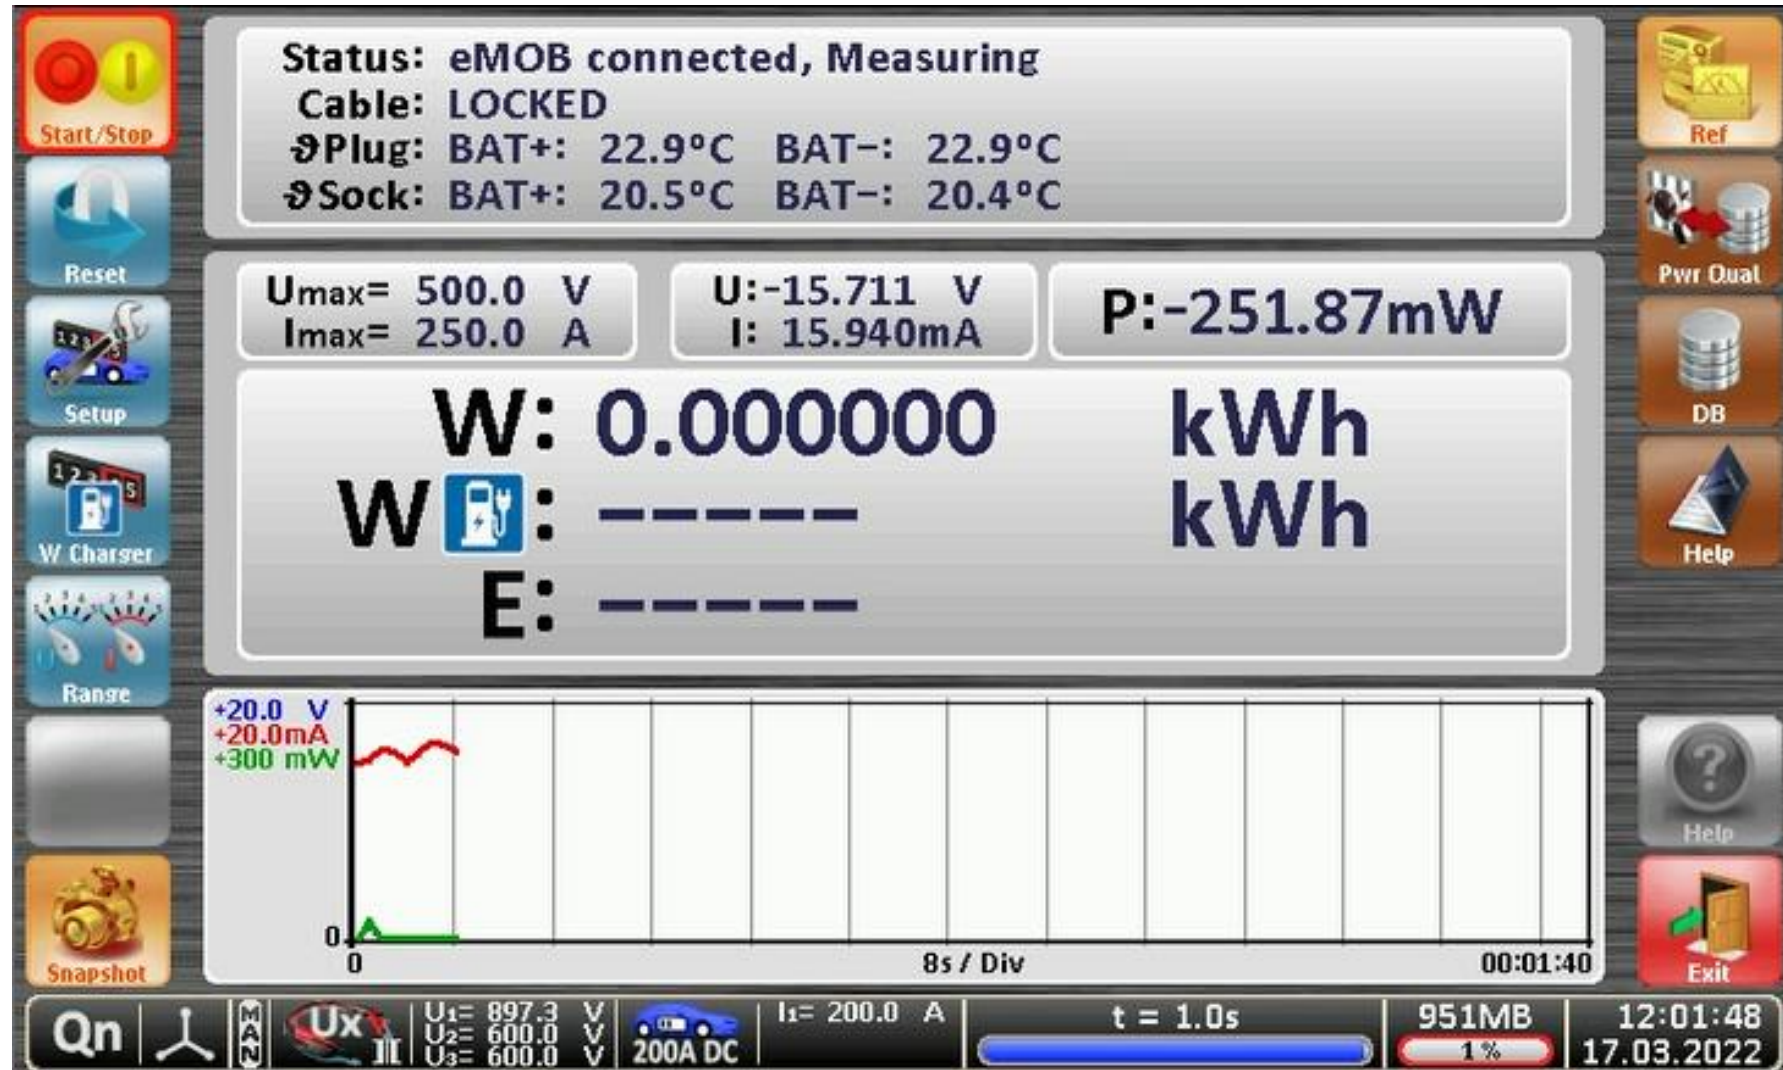 Start/Stop
Reset
Setup
W Charger
Range
Snapshot
Status: eMOB connected, Measuring
Cable: LOCKED
ϑPlug: BAT+: 22.9°C BAT-: 22.9°C
ϑSock: BAT+: 20.5°C BAT-: 20.4°C
Umax= 500.0 V
Imax= 250.0 A
U:-15.711 V
I: 15.940mA
P:-251.87mW
W: 0.000000 kWh
W : ----- kWh
E: -----
+20.0 V
+20.0mA
+300 mW
0
0
8s / Div
00:01:40
Ref
Pwr Qual
DB
Help
Help
Exit
Qn
MAN
Ux
III
U1= 897.3 V
U2= 600.0 V
U3= 600.0 V
200A DC
I1= 200.0 A
t = 1.0s
951MB
1 %
12:01:48
17.03.2022